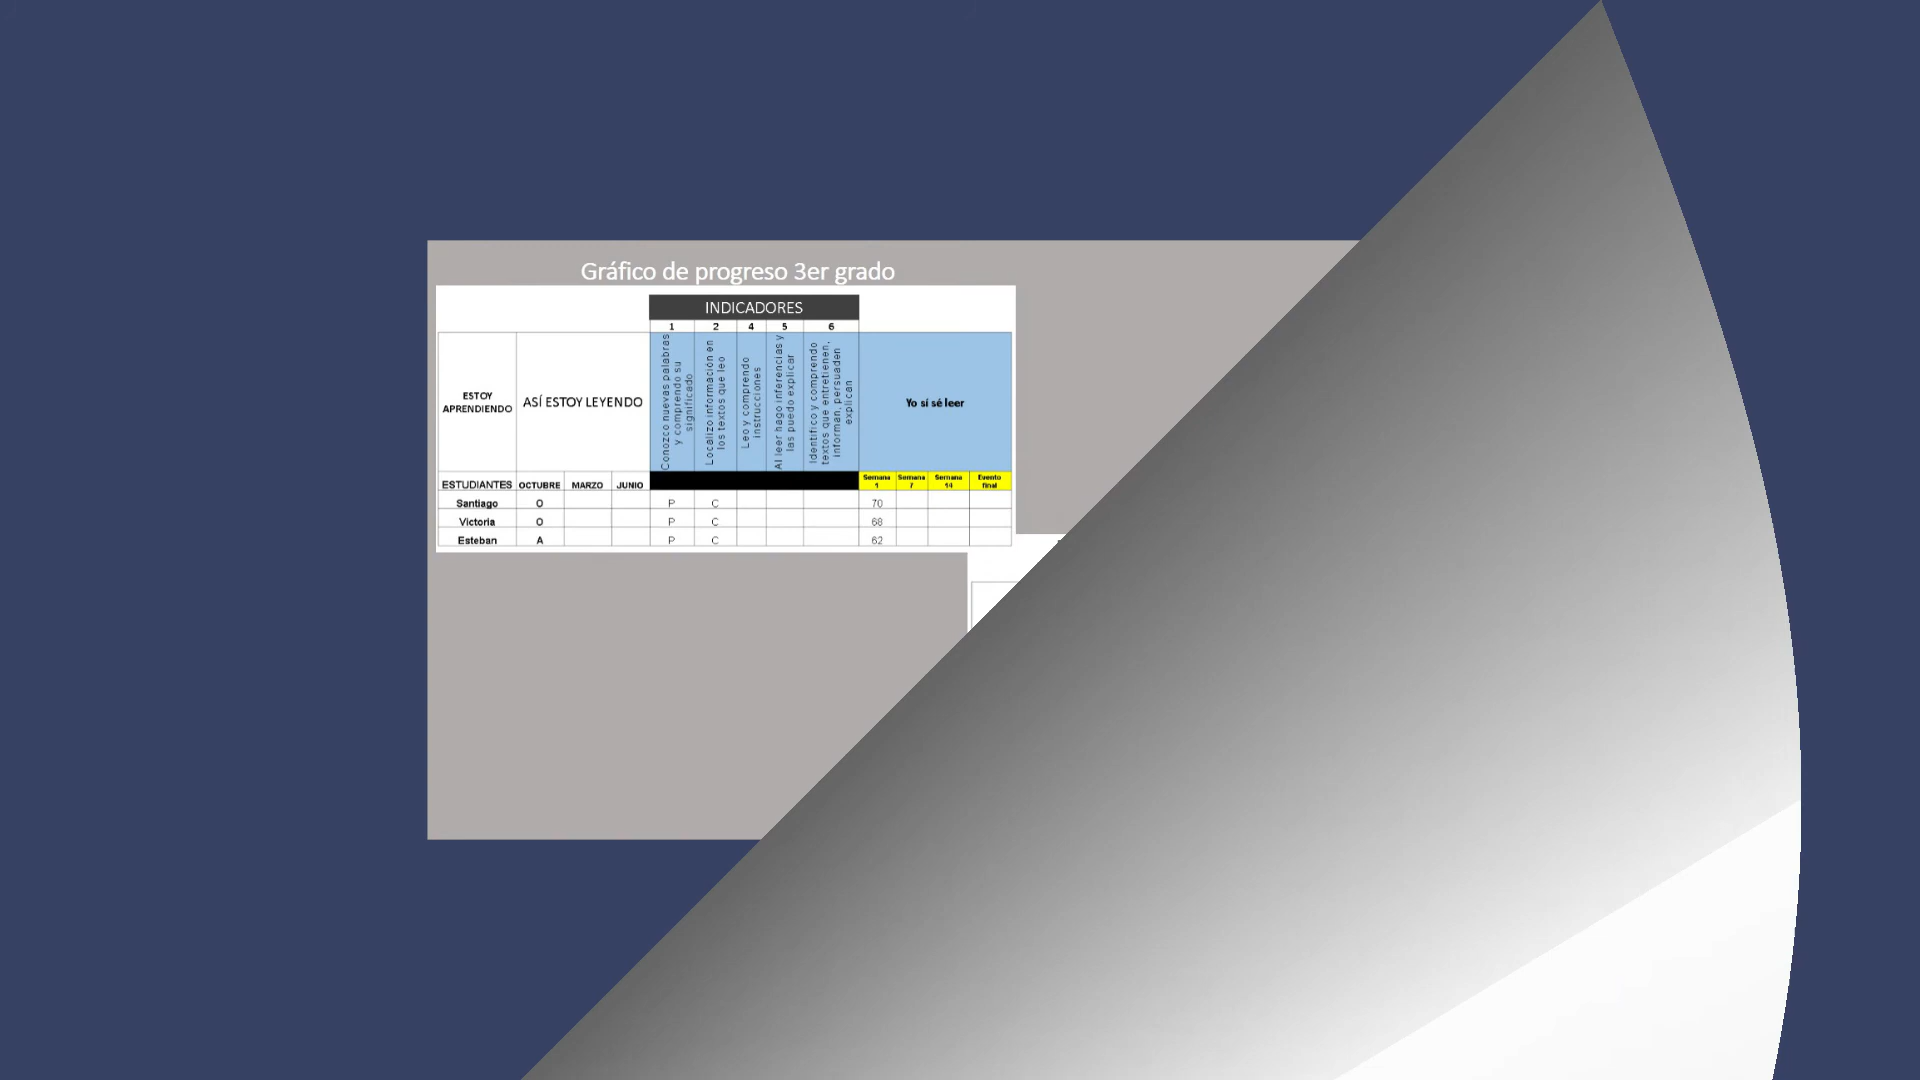 Gráfico de progreso 3er grado
INDICADORES
1 2 4 5 6
ESTOY
APRENDIENDO
ASÍ ESTOY LEYENDO
Conozco nuevas palabras
y comprendo su
significado
Localizo información en
los textos que leo
Leo y comprendo
instrucciones
Al leer hago inferencias y
las puedo explicar
Identifico y comprendo
textos que entretienen,
informan, persuaden
explican
Yo sí sé leer
ESTUDIANTES OCTUBRE MARZO JUNIO
Semana
1
Semana
7
Semana
14
Evento
final
Santiago O P C 70
Victoria O P C 68
Esteban A P C 62